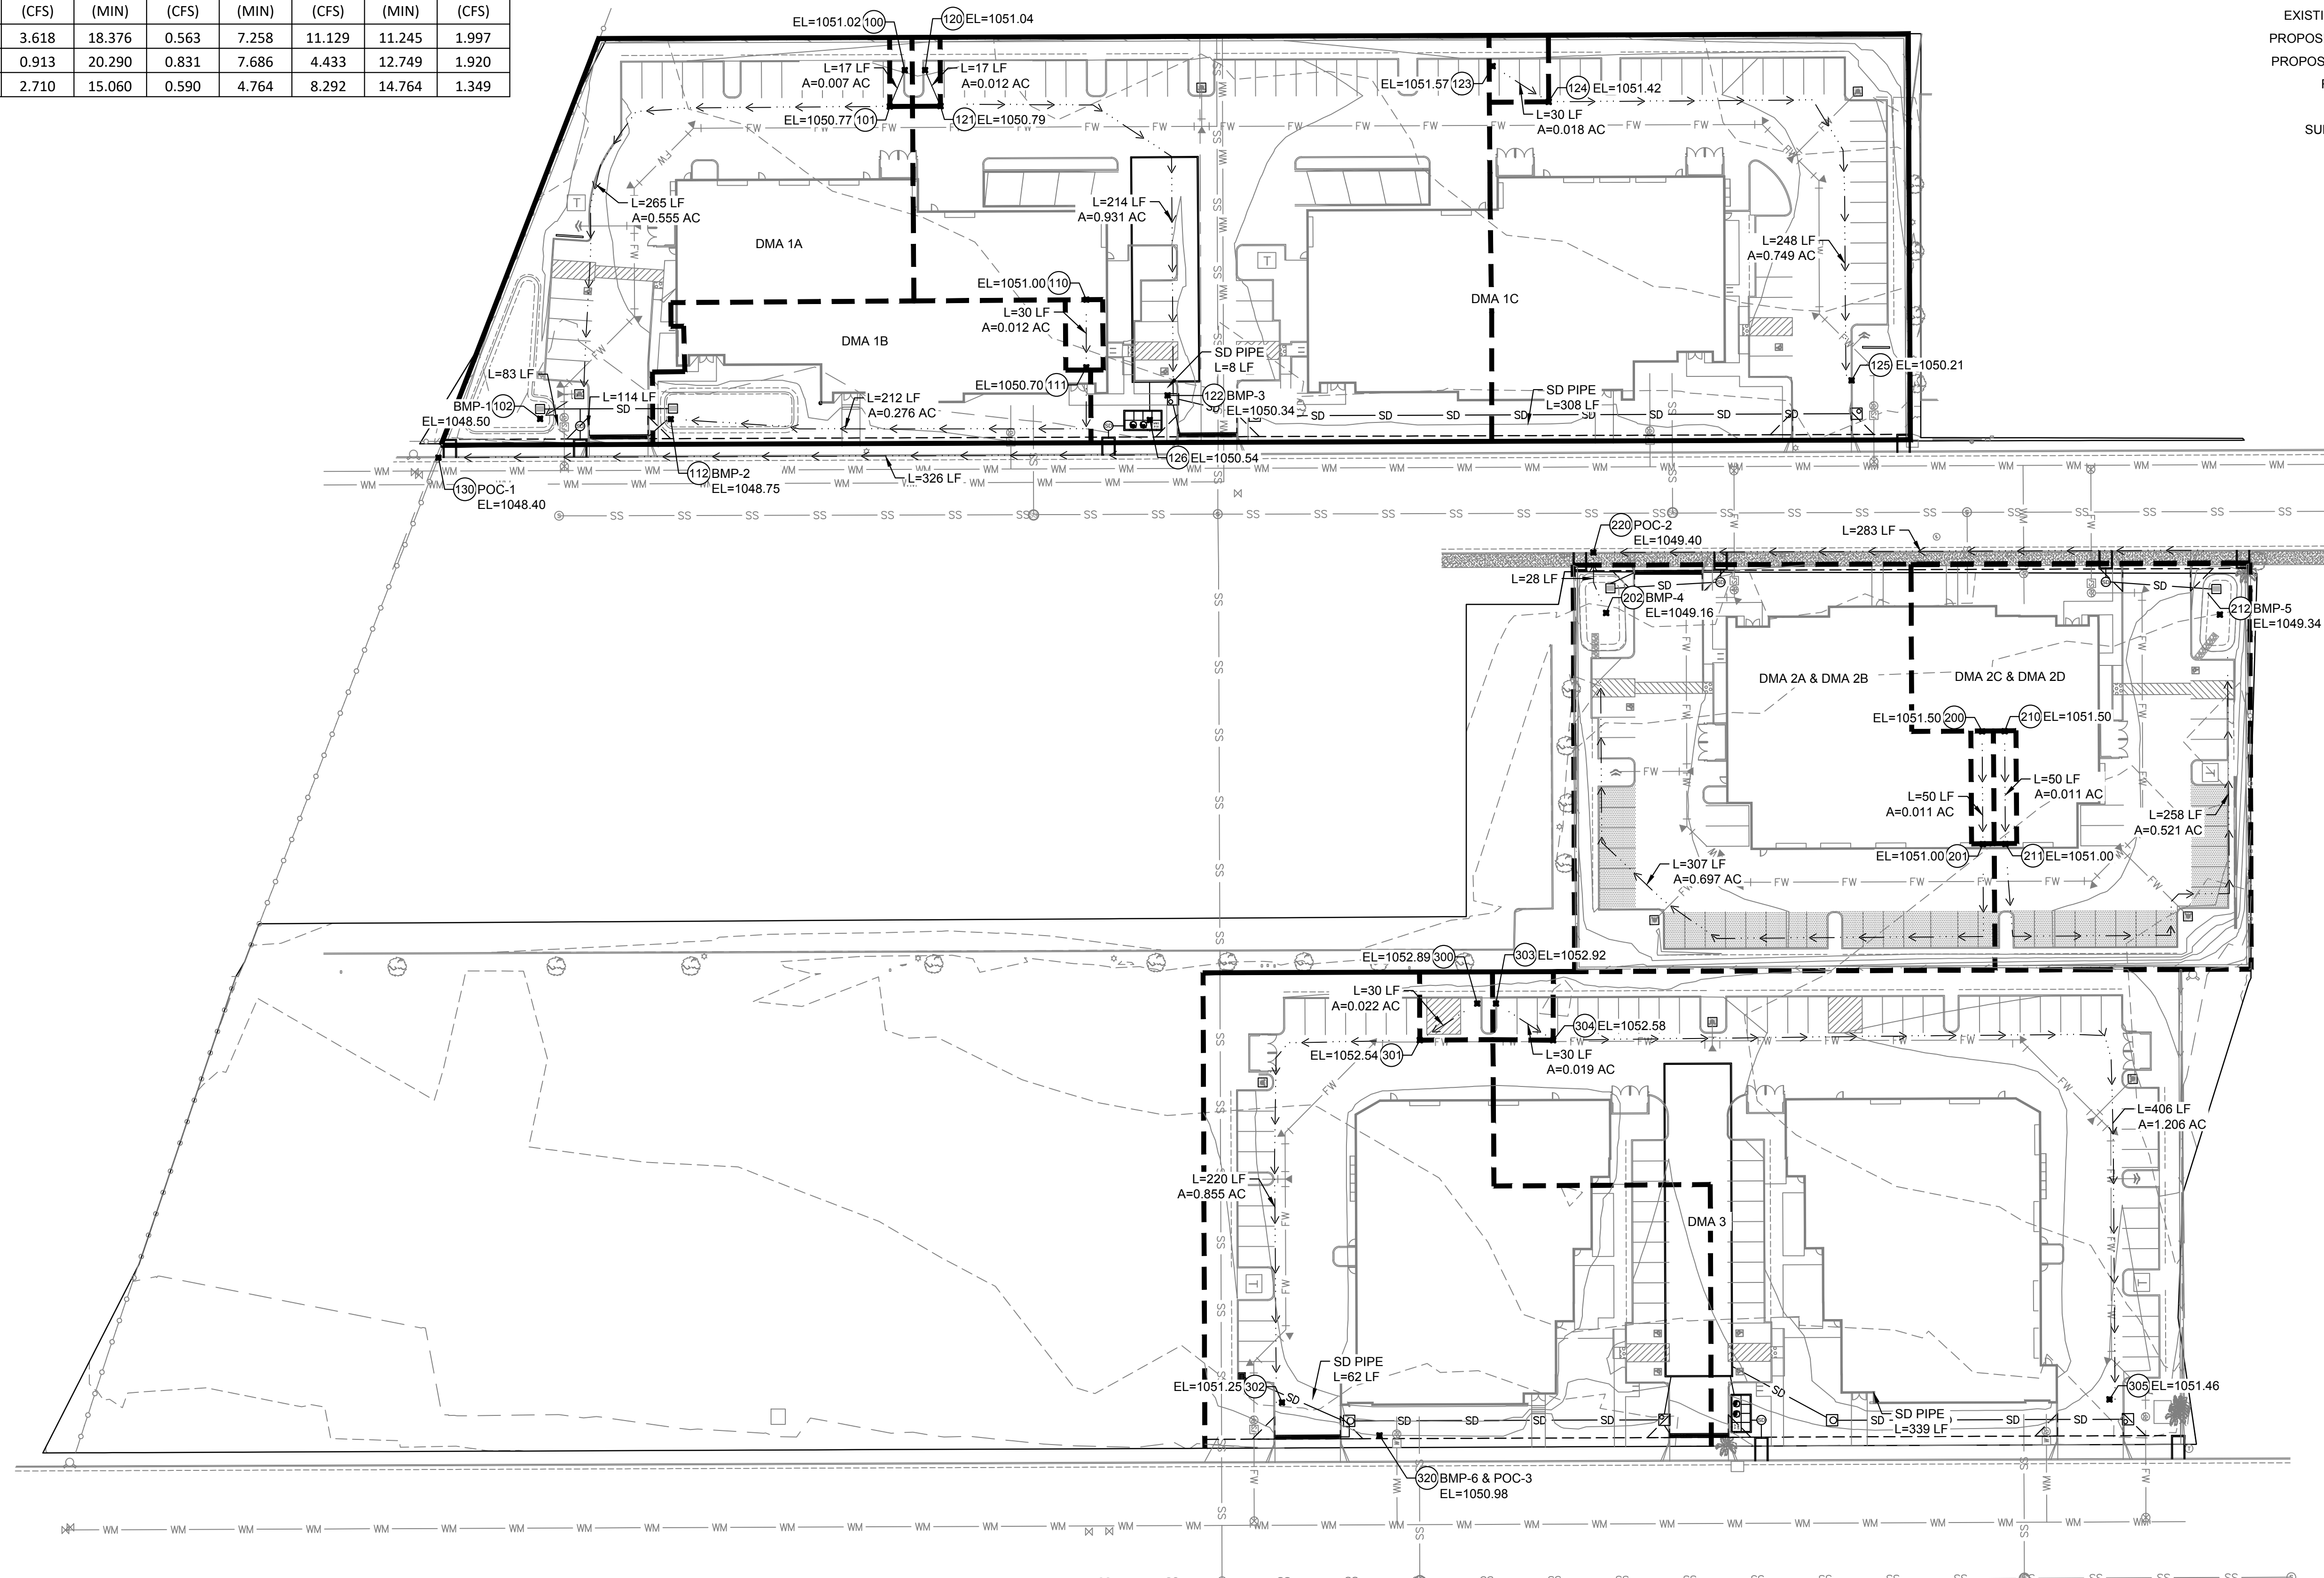 (CFS) (MIN) (CFS) (MIN) (CFS) (MIN) (CFS)
3.618 18.376 0.563 7.258 11.129 11.245 1.997
0.913 20.290 0.831 7.686 4.433 12.749 1.920
2.710 15.060 0.590 4.764 8.292 14.764 1.349
EXISTI
PROPOS
PROPOS
SU
EL=1051.02 100
120 EL=1051.04
L=17 LF
A=0.007 AC
L=17 LF
A=0.012 AC
EL=1050.77 101
121 EL=1050.79
EL=1051.57 123
124 EL=1051.42
L=30 LF
A=0.018 AC
L=265 LF
A=0.555 AC
L=214 LF
A=0.931 AC
DMA 1A
L=248 LF
A=0.749 AC
EL=1051.00 110
L=30 LF
A=0.012 AC
DMA 1C
DMA 1B
SD PIPE
L=8 LF
EL=1050.70 111
125 EL=1050.21
L=83 LF
BMP-1 102
EL=1048.50
L=114 LF
L=212 LF
A=0.276 AC
122 BMP-3
EL=1050.34
SD PIPE
L=308 LF
126 EL=1050.54
130 POC-1
EL=1048.40
112 BMP-2
EL=1048.75
L=326 LF
220 POC-2
EL=1049.40
L=283 LF
L=28 LF
202 BMP-4
EL=1049.16
212 BMP-5
EL=1049.34
DMA 2A & DMA 2B
DMA 2C & DMA 2D
EL=1051.50 200
210 EL=1051.50
L=50 LF
A=0.011 AC
L=50 LF
A=0.011 AC
L=258 LF
A=0.521 AC
EL=1051.00 201
211 EL=1051.00
L=307 LF
A=0.697 AC
EL=1052.89 300
303 EL=1052.92
L=30 LF
A=0.022 AC
304 EL=1052.58
EL=1052.54 301
L=30 LF
A=0.019 AC
L=406 LF
A=1.206 AC
L=220 LF
A=0.855 AC
DMA 3
SD PIPE
L=62 LF
EL=1051.25 302
305 EL=1051.46
SD PIPE
L=339 LF
320 BMP-6 & POC-3
EL=1050.98